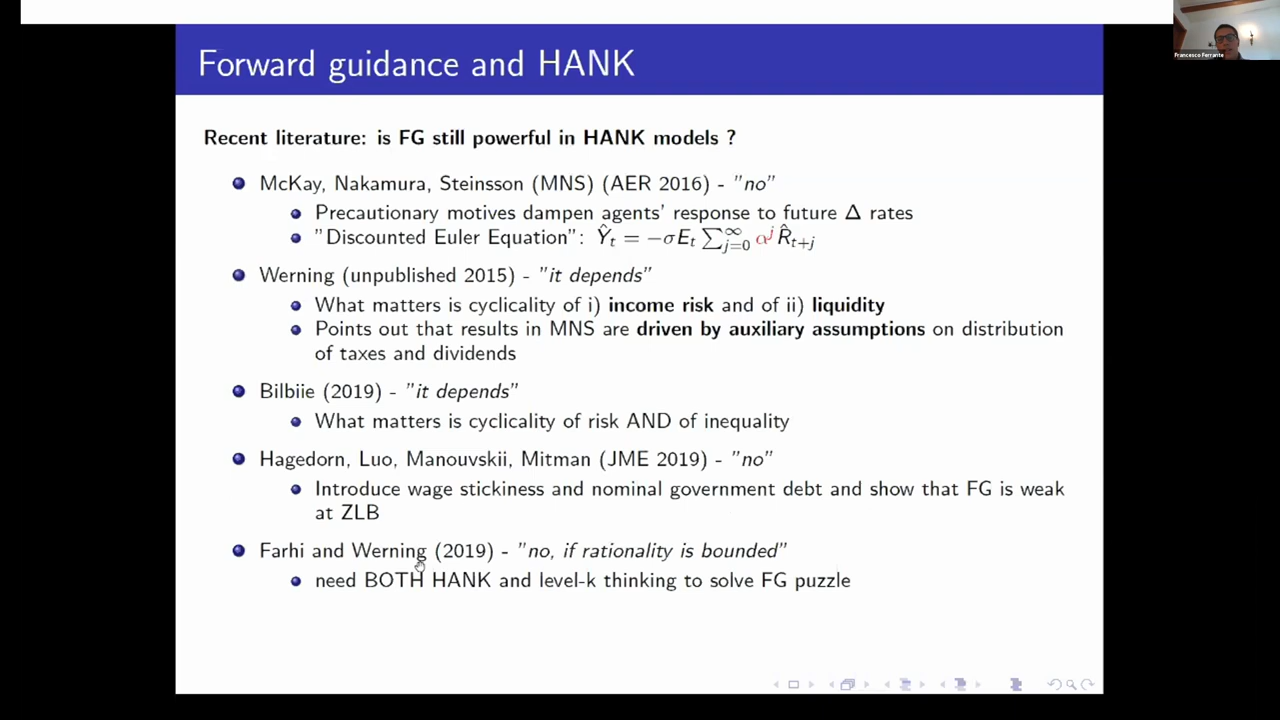 Forward guidance and HANK
Francesco Ferrante
Recent literature: is FG still powerful in HANK models ?
McKay, Nakamura, Steinsson (MNS) (AER 2016) - "no"
Precautionary motives dampen agents' response to future Δ rates
"Discounted Euler Equation": Ŷ_t = −σE_t ∑_{j=0}^∞ α^j R̂_{t+j}
Werning (unpublished 2015) - "it depends"
What matters is cyclicality of i) income risk and of ii) liquidity
Points out that results in MNS are driven by auxiliary assumptions on distribution
of taxes and dividends
Bilbiie (2019) - "it depends"
What matters is cyclicality of risk AND of inequality
Hagedorn, Luo, Manouvskii, Mitman (JME 2019) - "no"
Introduce wage stickiness and nominal government debt and show that FG is weak
at ZLB
Farhi and Werning (2019) - "no, if rationality is bounded"
need BOTH HANK and level-k thinking to solve FG puzzle